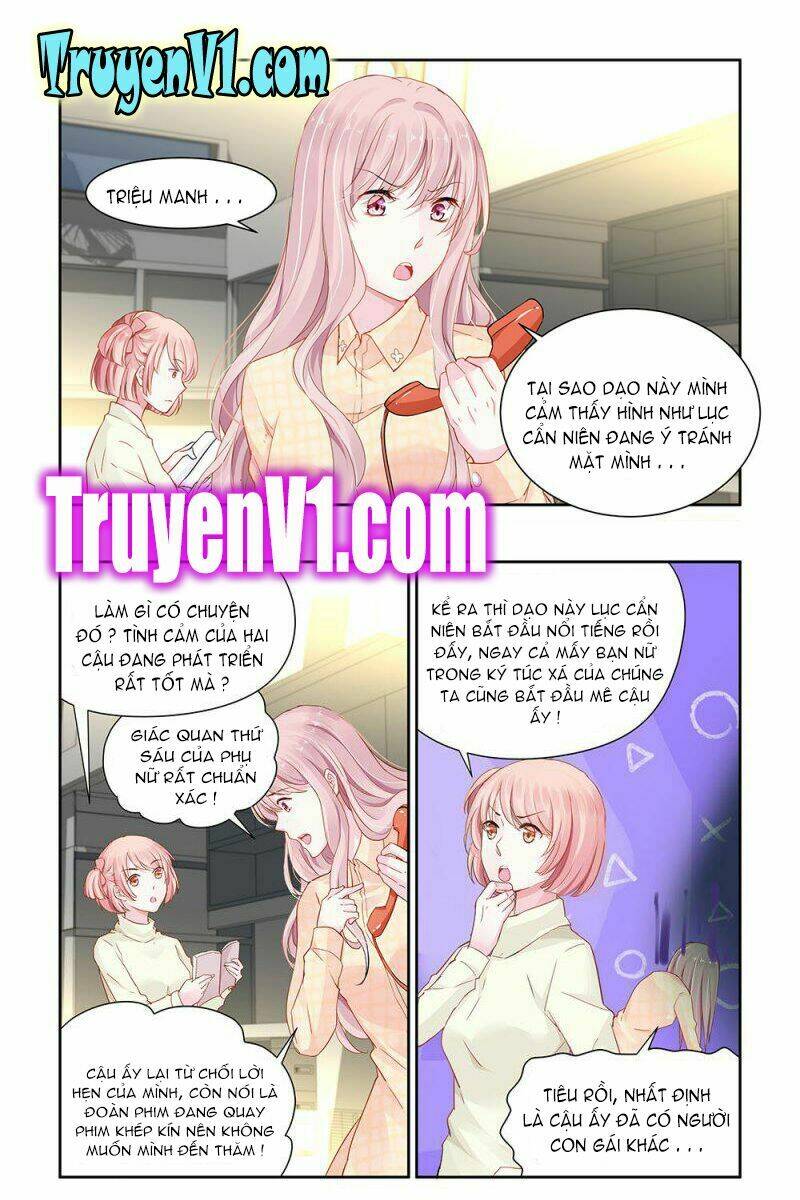 TruyenV1.com
TRIỆU MANH . . .
TẠI SAO DẠO NÀY MÌNH
CẢM THẤY HÌNH NHƯ LỤC
CẨN NIÊN ĐANG Ý TRÁNH
MẶT MÌNH . . .
TruyenV1.com
LÀM GÌ CÓ CHUYỆN
ĐÓ ? TÌNH CẢM CỦA HAI
CẬU ĐANG PHÁT TRIỂN
RẤT TỐT MÀ ?
GIÁC QUAN THỨ
SÁU CỦA PHỤ
NỮ RẤT CHUẨN
XÁC !
CẬU ẤY LẠI TỪ CHỐI LỜI
HẸN CỦA MÌNH, CÒN NÓI LÀ
ĐOÀN PHIM ĐANG QUAY
PHIM KHÉP KÍN NÊN KHÔNG
MUỐN MÌNH ĐẾN THĂM !
KỂ RA THÌ DẠO NÀY LỤC CẨN
NIÊN BẮT ĐẦU NỔI TIẾNG RỒI
ĐẤY, NGAY CẢ MẤY BẠN NỮ
TRONG KÝ TÚC XÁ CỦA CHÚNG
TA CŨNG BẮT ĐẦU MÊ CẬU
ẤY !
TIÊU RỒI, NHẤT ĐỊNH
LÀ CẬU ẤY ĐÃ CÓ NGƯỜI
CON GÁI KHÁC . . .